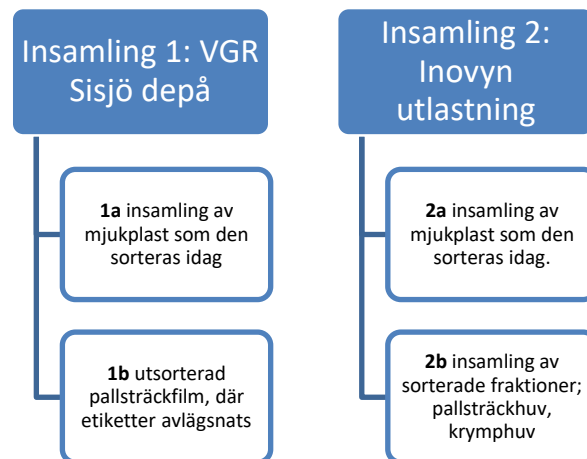 Insamling 1: VGR
Sisjö depå
1a insamling av
mjukplast som den
sorteras idag
1b utsorterad
pallsträckfilm, där
etiketter avlägsnats
Insamling 2:
Inovyn
utlastning
2a insamling av
mjukplast som den
sorteras idag.
2b insamling av
sorterade fraktioner;
pallsträckhuv,
krymphuv